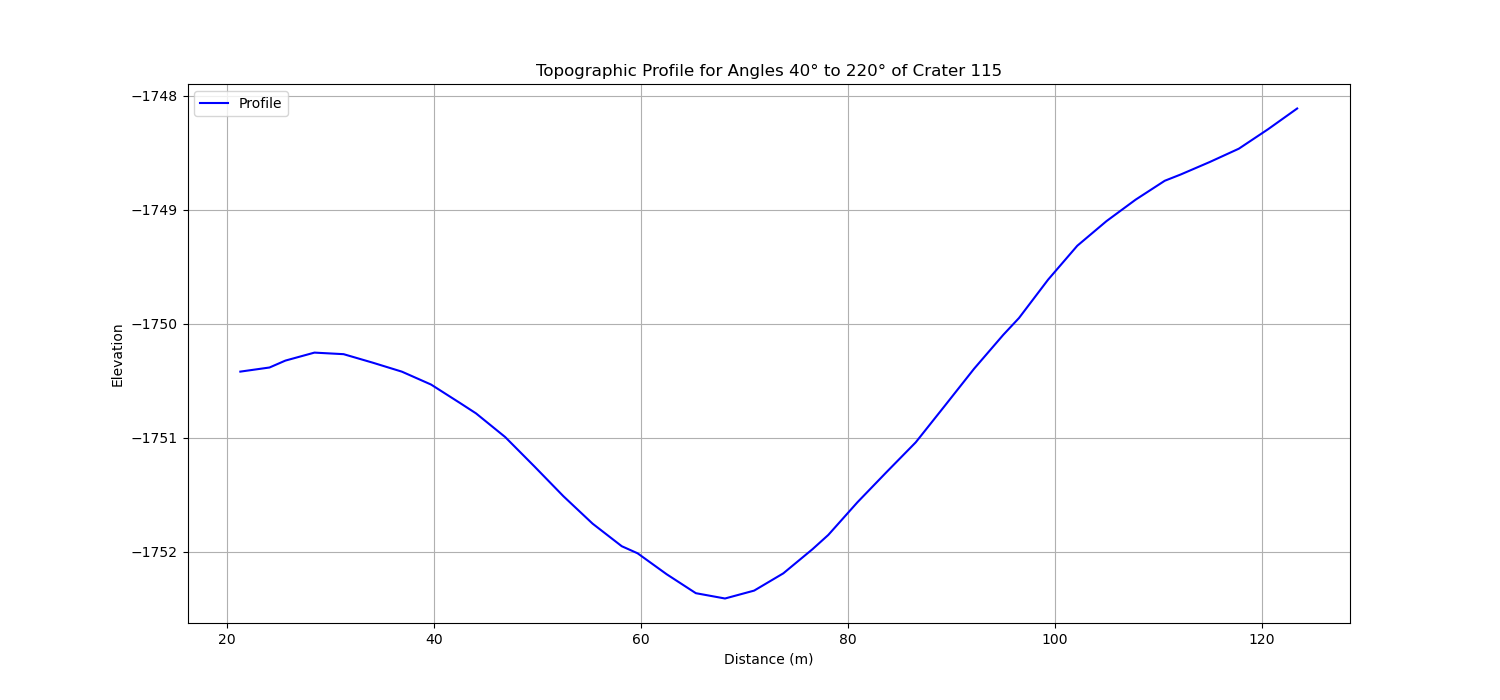 Topographic Profile for Angles 40° to 220° of Crater 115
Profile
−1748
−1749
−1750
−1751
−1752
Elevation
20 40 60 80 100 120
Distance (m)